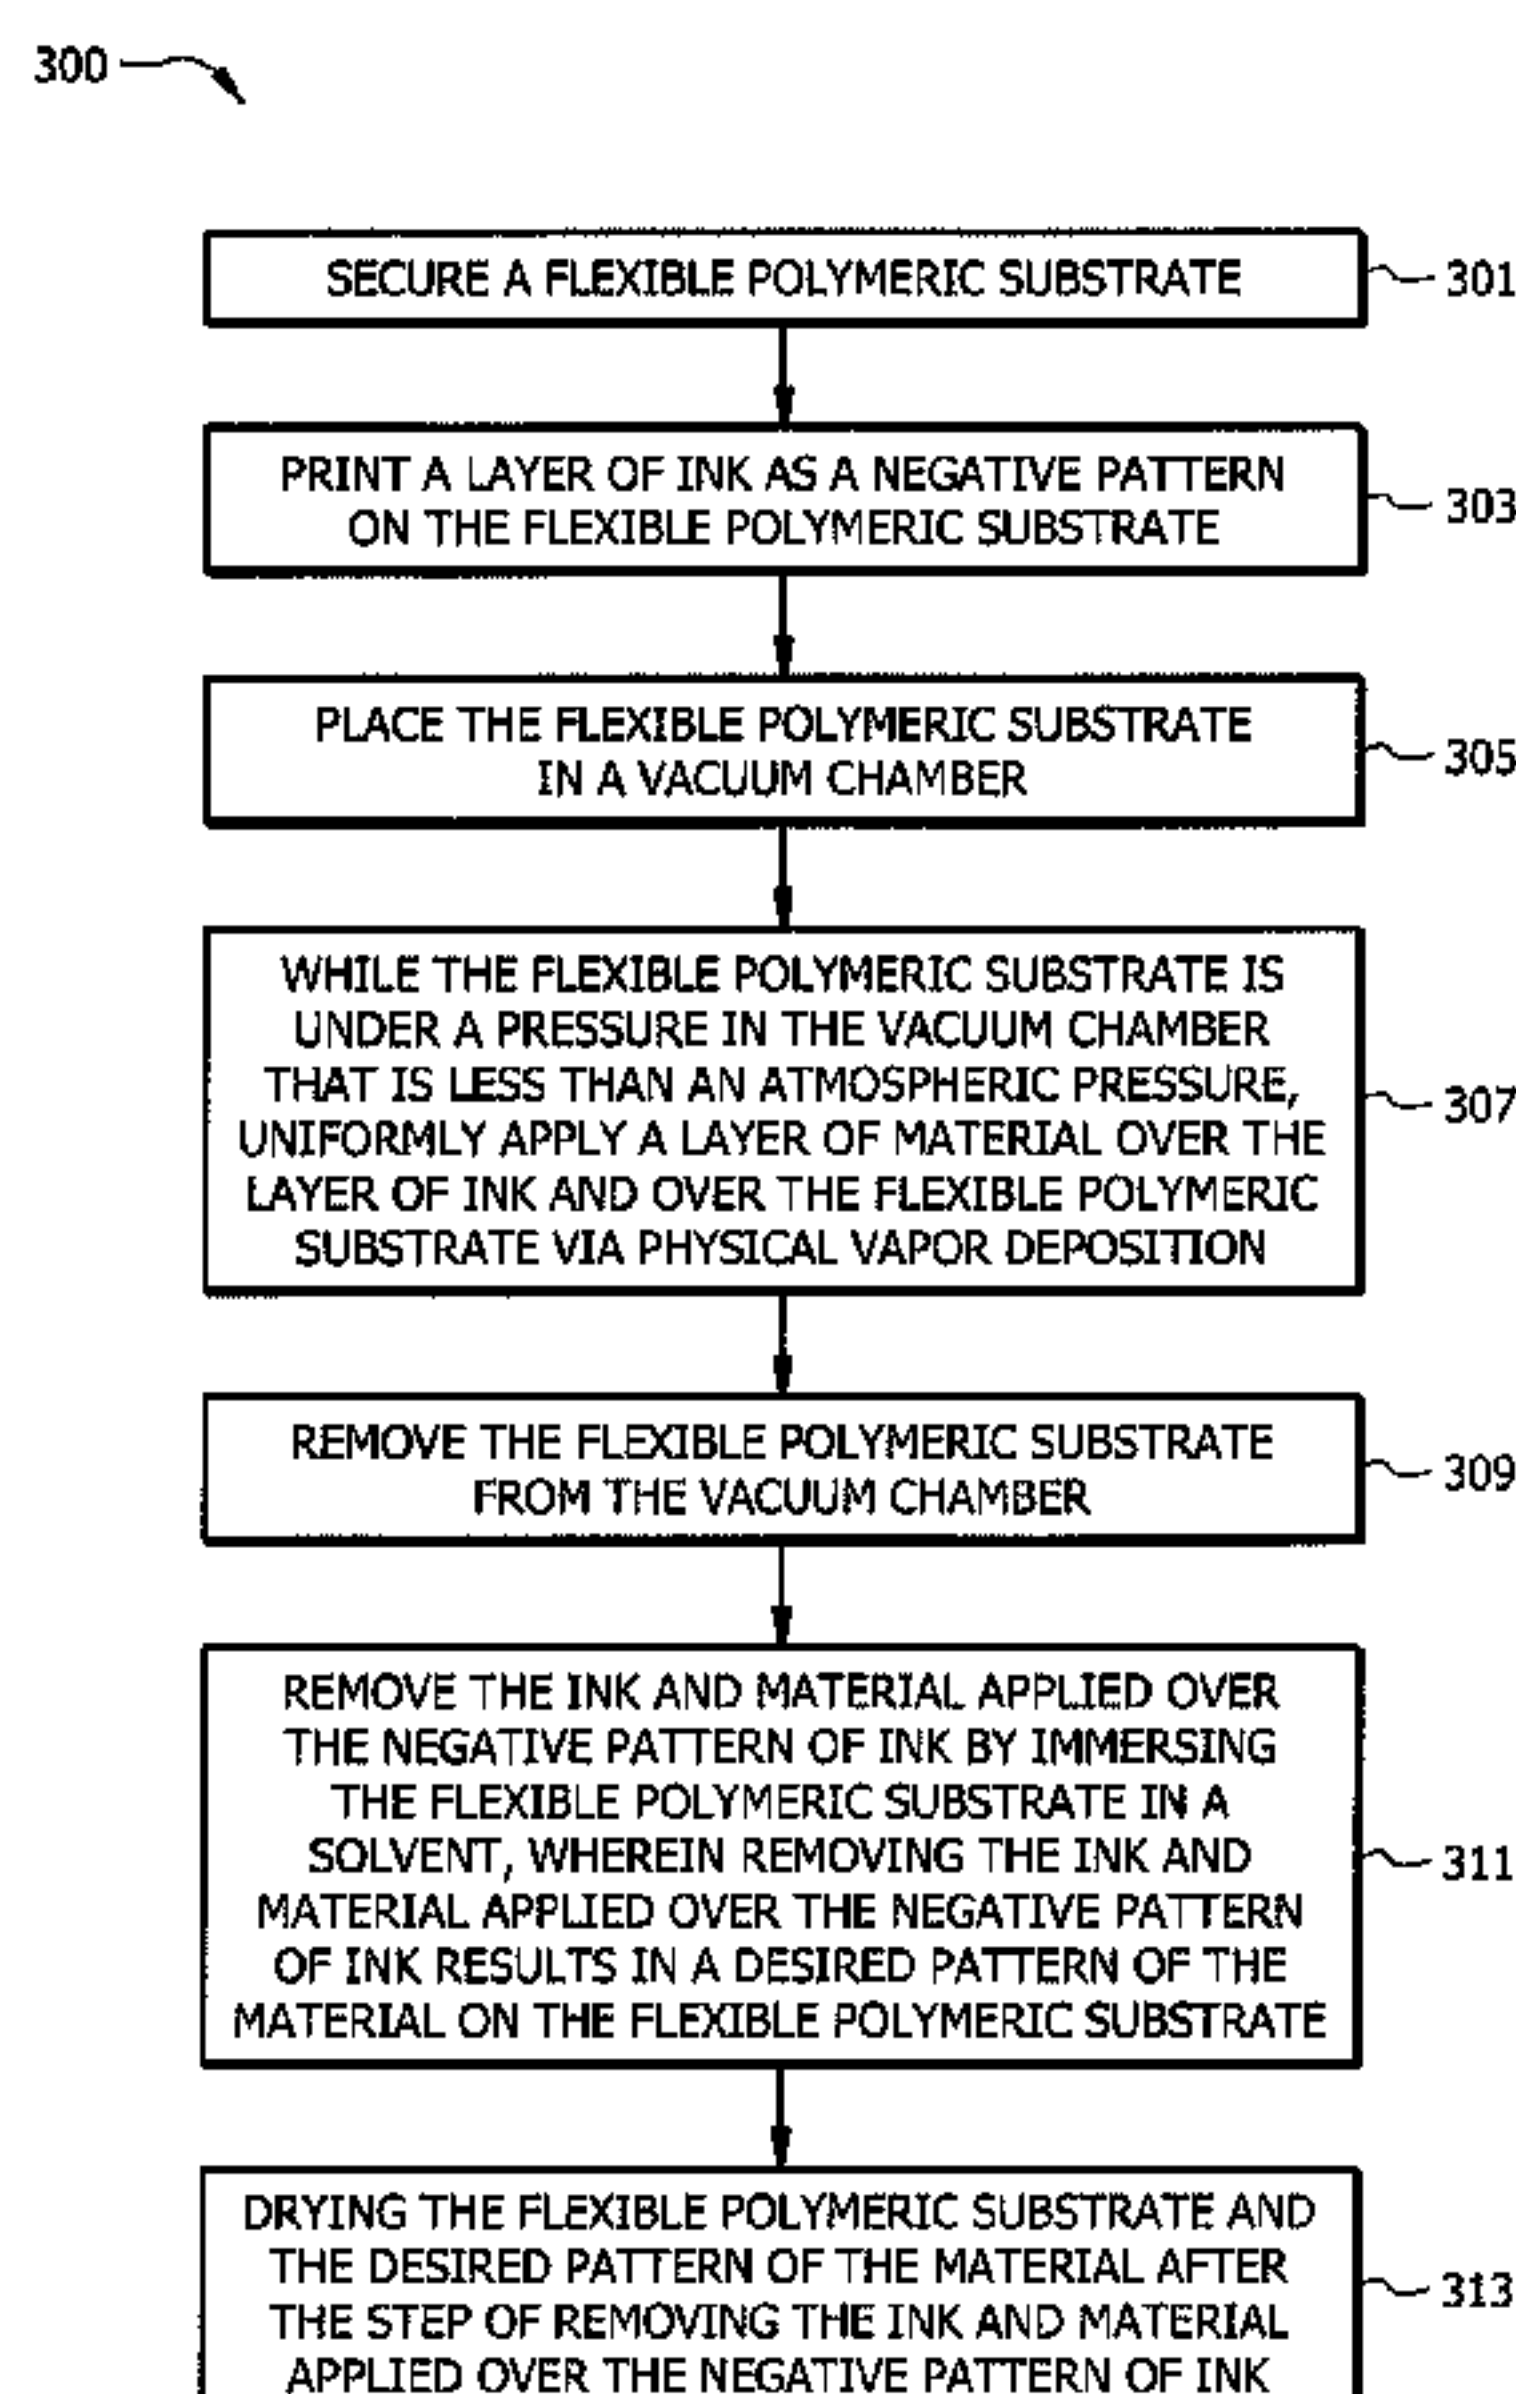 300
SECURE A FLEXIBLE POLYMERIC SUBSTRATE
301
PRINT A LAYER OF INK AS A NEGATIVE PATTERN
ON THE FLEXIBLE POLYMERIC SUBSTRATE
303
PLACE THE FLEXIBLE POLYMERIC SUBSTRATE
IN A VACUUM CHAMBER
305
WHILE THE FLEXIBLE POLYMERIC SUBSTRATE IS
UNDER A PRESSURE IN THE VACUUM CHAMBER
THAT IS LESS THAN AN ATMOSPHERIC PRESSURE,
UNIFORMLY APPLY A LAYER OF MATERIAL OVER THE
LAYER OF INK AND OVER THE FLEXIBLE POLYMERIC
SUBSTRATE VIA PHYSICAL VAPOR DEPOSITION
307
REMOVE THE FLEXIBLE POLYMERIC SUBSTRATE
FROM THE VACUUM CHAMBER
309
REMOVE THE INK AND MATERIAL APPLIED OVER
THE NEGATIVE PATTERN OF INK BY IMMERSING
THE FLEXIBLE POLYMERIC SUBSTRATE IN A
SOLVENT, WHEREIN REMOVING THE INK AND
MATERIAL APPLIED OVER THE NEGATIVE PATTERN
OF INK RESULTS IN A DESIRED PATTERN OF THE
MATERIAL ON THE FLEXIBLE POLYMERIC SUBSTRATE
311
DRYING THE FLEXIBLE POLYMERIC SUBSTRATE AND
THE DESIRED PATTERN OF THE MATERIAL AFTER
THE STEP OF REMOVING THE INK AND MATERIAL
APPLIED OVER THE NEGATIVE PATTERN OF INK
313